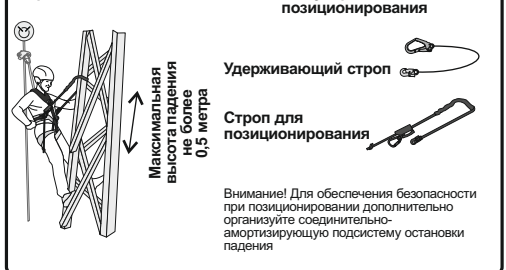 позиционирования
Максимальная
высота падения
не более
0,5 метра
Удерживающий строп
Строп для
позиционирования
Внимание! Для обеспечения безопасности
при позиционировании дополнительно
организуйте соединительно-
амортизирующую подсистему остановки
падения